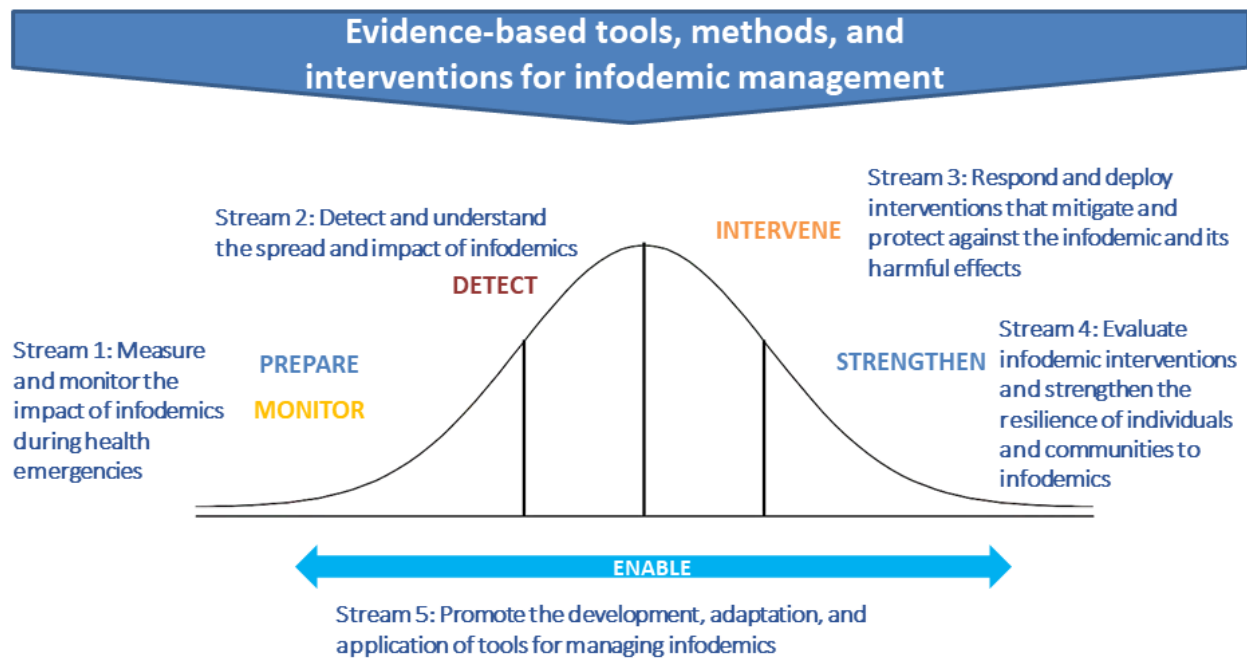 Evidence-based tools, methods, and
interventions for infodemic management
Stream 2: Detect and understand
the spread and impact of infodemics
DETECT
INTERVENE
Stream 3: Respond and deploy
interventions that mitigate and
protect against the infodemic and its
harmful effects
Stream 1: Measure
and monitor the
impact of infodemics
during health
emergencies
PREPARE
MONITOR
STRENGTHEN
Stream 4: Evaluate
infodemic interventions
and strengthen the
resilience of individuals
and communities to
infodemics
ENABLE
Stream 5: Promote the development, adaptation, and
application of tools for managing infodemics